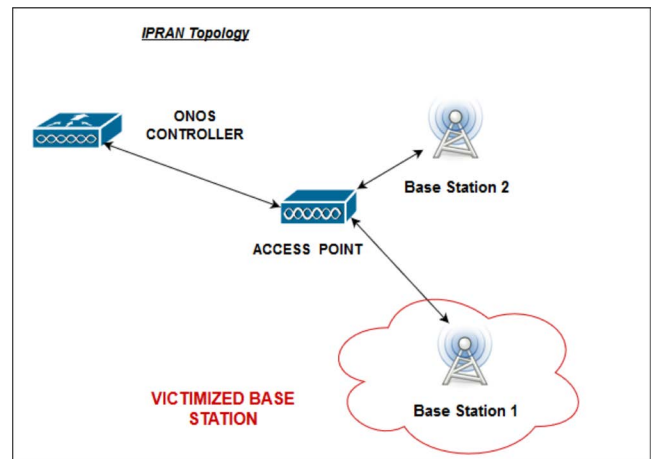 IPRAN Topology
ONOS
CONTROLLER
Base Station 2
ACCESS POINT
VICTIMIZED BASE
STATION
Base Station 1